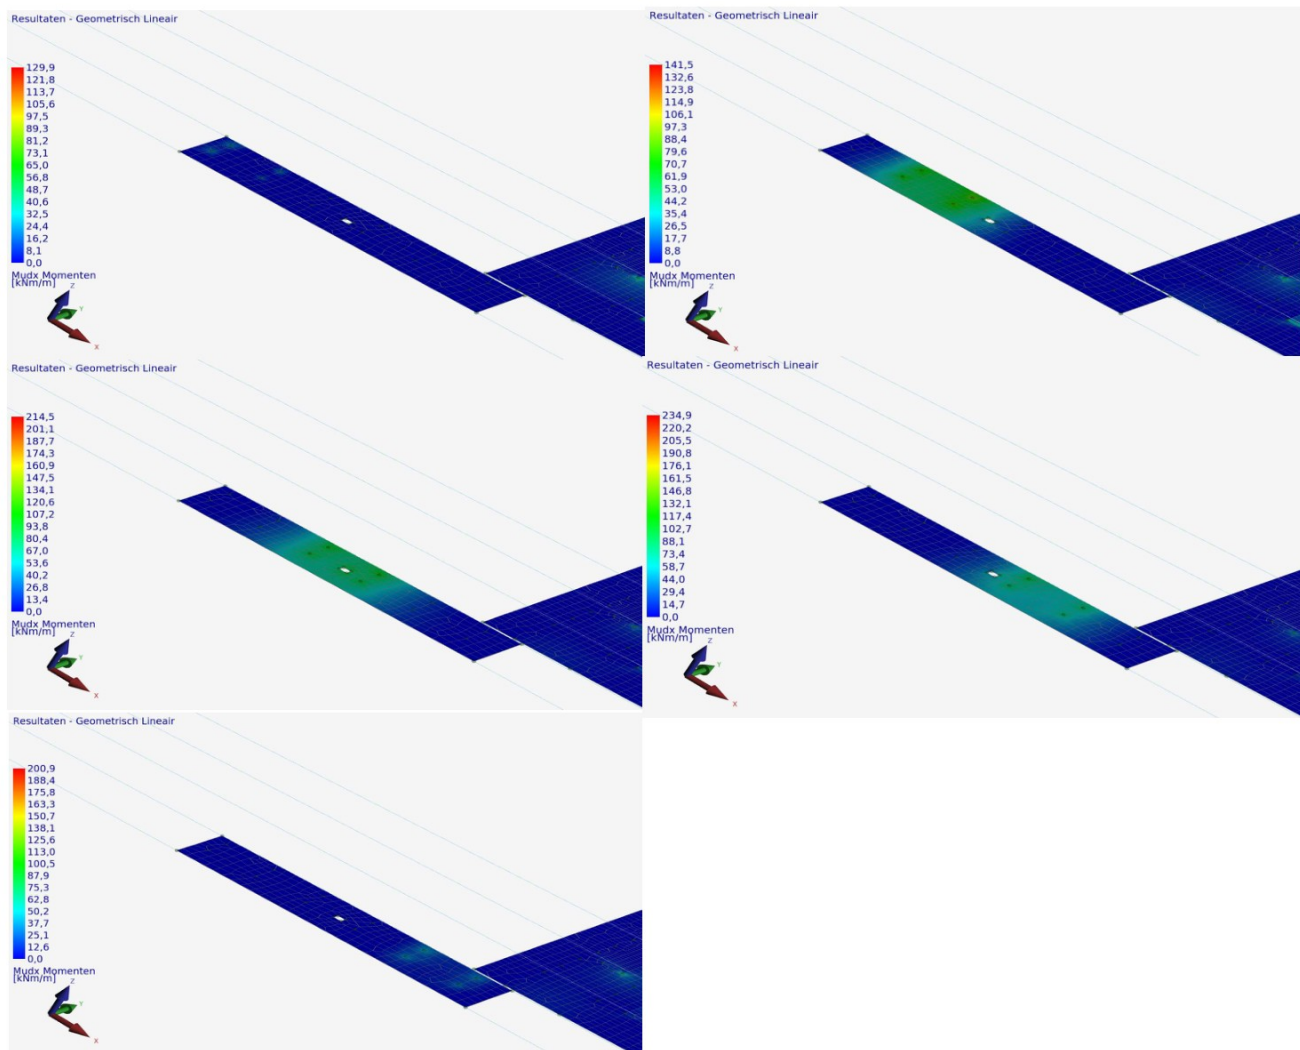 Resultaten - Geometrisch Lineair
129,9
121,8
113,7
105,6
97,5
89,3
81,2
73,1
65,0
56,8
48,7
40,6
32,5
24,4
16,2
8,1
0,0
Mudx Momenten
[kNm/m]
Z
Y
X
Resultaten - Geometrisch Lineair
141,5
132,6
123,8
114,9
106,1
97,3
88,4
79,6
70,7
61,9
53,0
44,2
35,4
26,5
17,7
8,8
0,0
Mudx Momenten
[kNm/m]
Z
Y
X
Resultaten - Geometrisch Lineair
214,5
201,1
187,7
174,3
160,9
147,5
134,1
120,6
107,2
93,8
80,4
67,0
53,6
40,2
26,8
13,4
0,0
Mudx Momenten
[kNm/m]
Z
Y
X
Resultaten - Geometrisch Lineair
234,9
220,2
205,5
190,8
176,1
161,5
146,8
132,1
117,4
102,7
88,1
73,4
58,7
44,0
29,4
14,7
0,0
Mudx Momenten
[kNm/m]
Z
Y
X
Resultaten - Geometrisch Lineair
200,9
188,4
175,8
163,3
150,7
138,1
125,6
113,0
100,5
87,9
75,3
62,8
50,2
37,7
25,1
12,6
0,0
Mudx Momenten
[kNm/m]
Z
Y
X